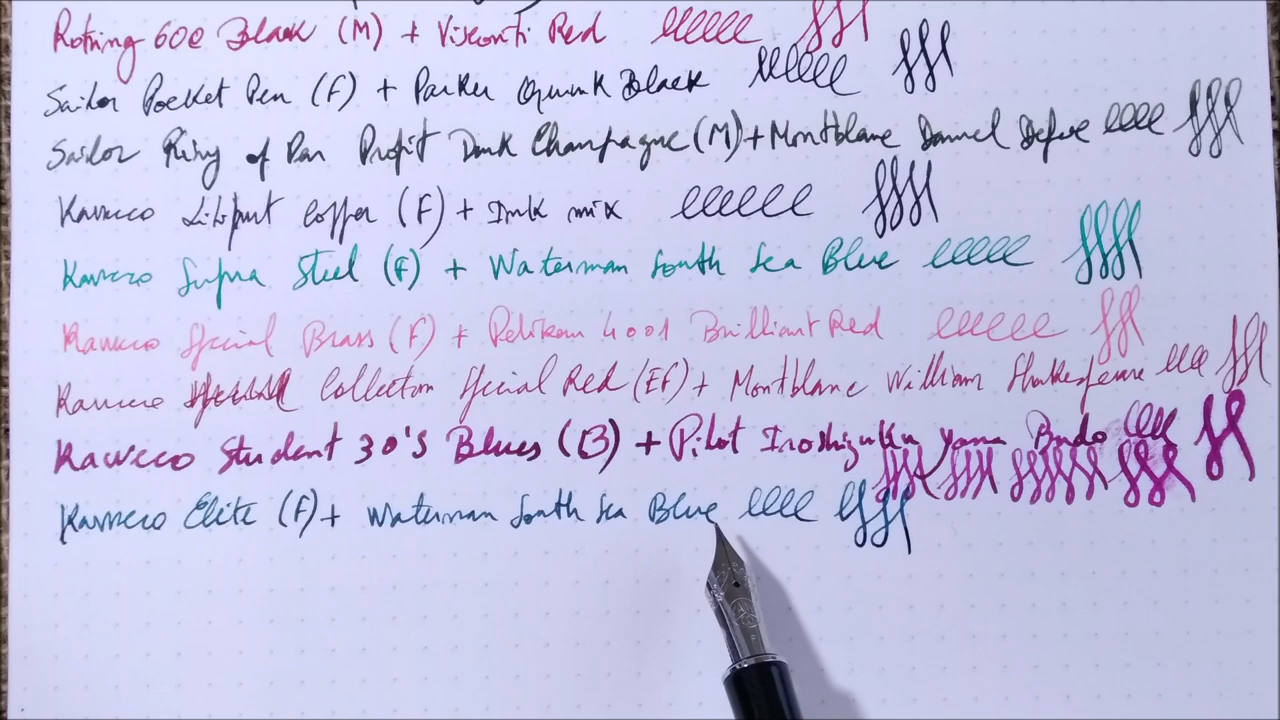 Rotring 600 Black (M) + Visconti Red
Sailor Pocket Pen (F) + Parker Quink Black
Sailor King of Pen Profit Dark Champagne (M) + Montblanc Daniel Defoe
Kaweco Liliput Copper (F) + Ink mix
Kaweco Supra Steel (F) + Waterman South Sea Blue
Kaweco Special Brass (F) + Pelikan 4001 Brilliant Red
Kaweco Collection Special Red (EF) + Montblanc William Shakespeare
Kaweco Student 30's Blues (B) + Pilot Iroshizuku Yama Budo
Kaweco Elite (F) + Waterman South Sea Blue